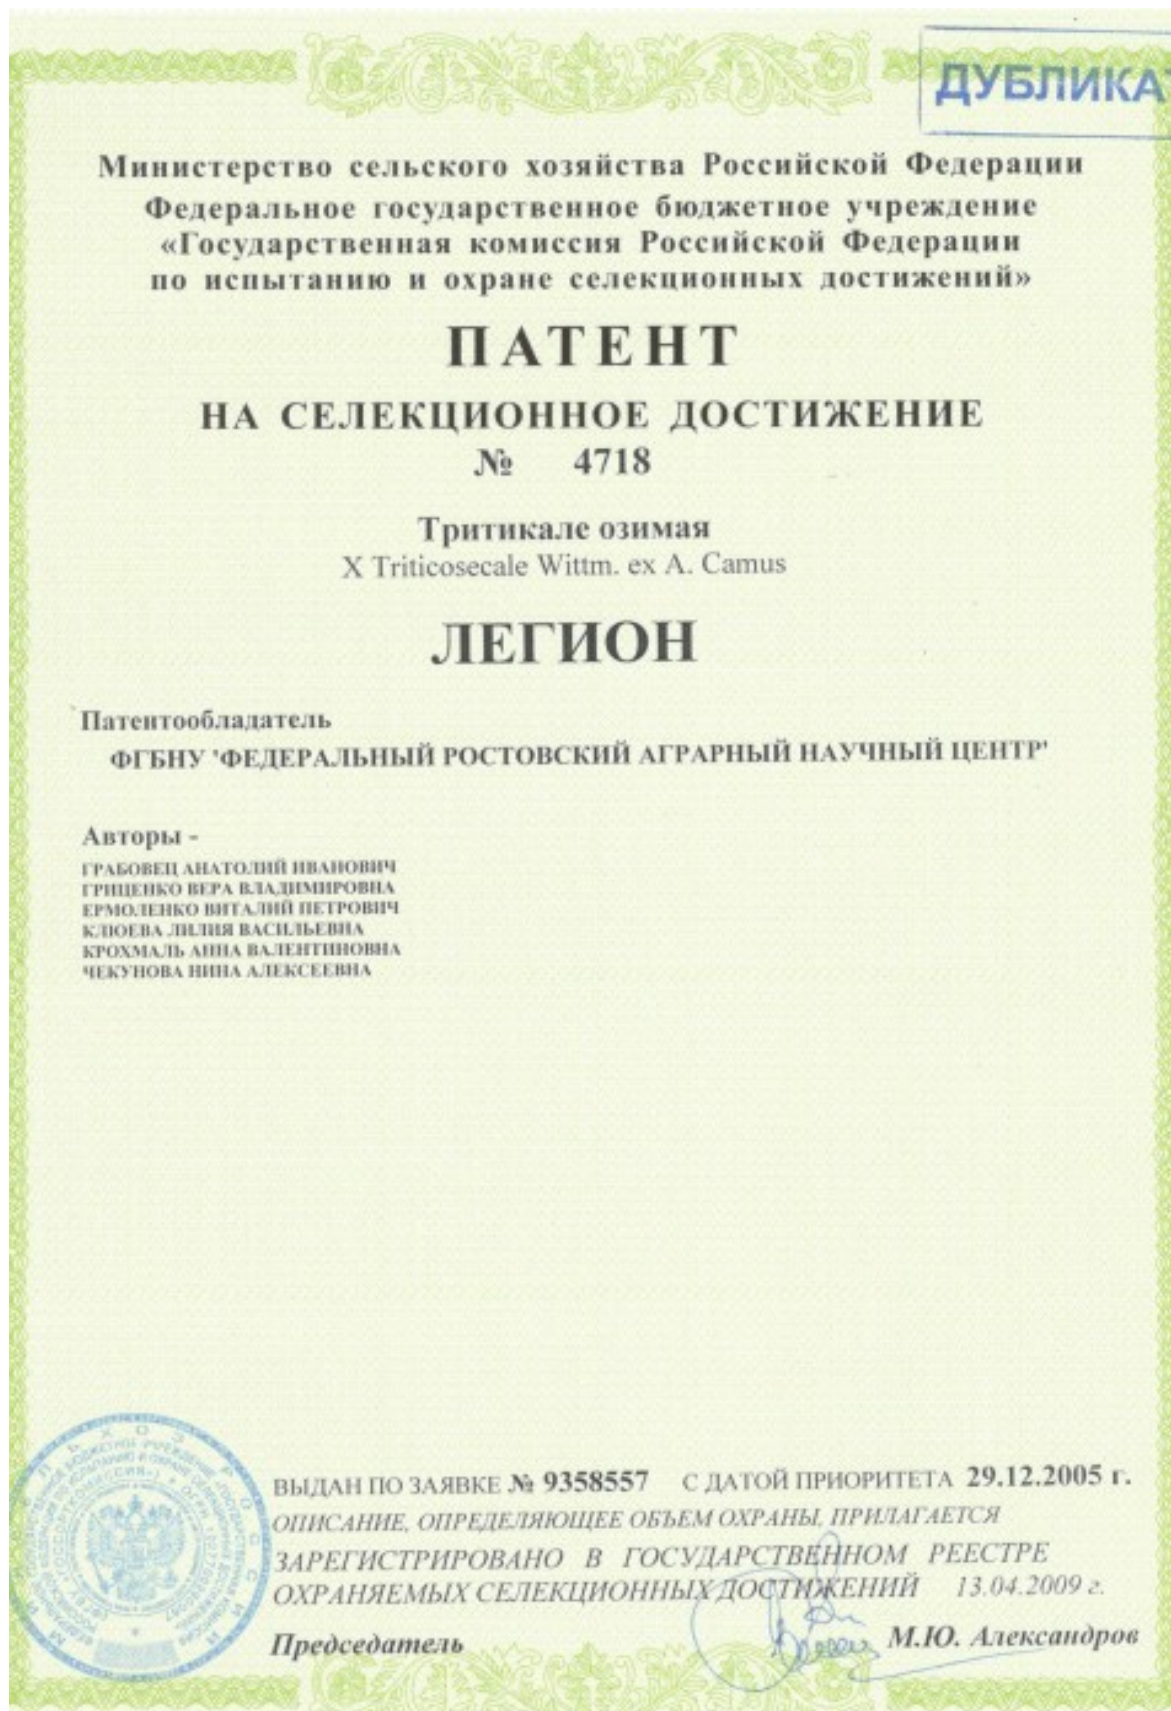 ДУБЛИКАТ
Министерство сельского хозяйства Российской Федерации
Федеральное государственное бюджетное учреждение
«Государственная комиссия Российской Федерации
по испытанию и охране селекционных достижений»
ПАТЕНТ
НА СЕЛЕКЦИОННОЕ ДОСТИЖЕНИЕ
№ 4718
Тритикале озимая
X Triticosecale Wittm. ex A. Camus
ЛЕГИОН
Патентообладатель
ФГБНУ 'ФЕДЕРАЛЬНЫЙ РОСТОВСКИЙ АГРАРНЫЙ НАУЧНЫЙ ЦЕНТР'
Авторы -
ГРАБОВЕЦ АНАТОЛИЙ ИВАНОВИЧ
ГРИЦЕНКО ВЕРА ВЛАДИМИРОВНА
ЕРМОЛЕНКО ВИТАЛИЙ ПЕТРОВИЧ
КЛЮЕВА ЛИЛИЯ ВАСИЛЬЕВНА
КРОХМАЛЬ АННА ВАЛЕНТИНОВНА
ЧЕКУНОВА НИНА АЛЕКСЕЕВНА
ВЫДАН ПО ЗАЯВКЕ № 9358557 С ДАТОЙ ПРИОРИТЕТА 29.12.2005 г.
ОПИСАНИЕ, ОПРЕДЕЛЯЮЩЕЕ ОБЪЕМ ОХРАНЫ, ПРИЛАГАЕТСЯ
ЗАРЕГИСТРИРОВАНО В ГОСУДАРСТВЕННОМ РЕЕСТРЕ
ОХРАНЯЕМЫХ СЕЛЕКЦИОННЫХ ДОСТИЖЕНИЙ 13.04.2009 г.
Председатель М.Ю. Александров